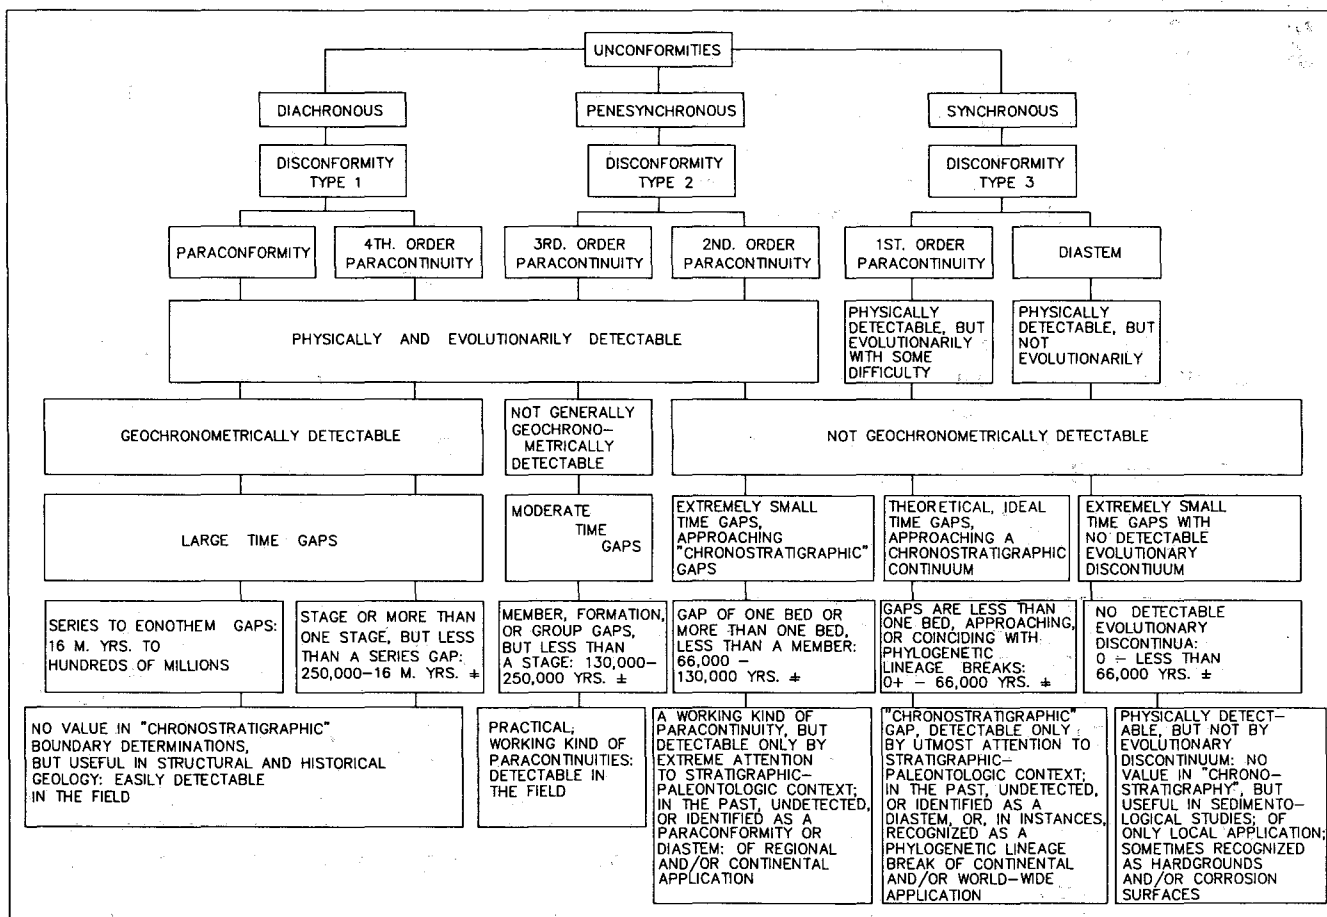 UNCONFORMITIES
DIACHRONOUS
PENESYNCHRONOUS
SYNCHRONOUS
DISCONFORMITY
TYPE 1
DISCONFORMITY
TYPE 2
DISCONFORMITY
TYPE 3
PARACONFORMITY
4TH. ORDER
PARACONTINUITY
3RD. ORDER
PARACONTINUITY
2ND. ORDER
PARACONTINUITY
1ST. ORDER
PARACONTINUITY
DIASTEM
PHYSICALLY AND EVOLUTIONARILY DETECTABLE
PHYSICALLY
DETECTABLE, BUT
EVOLUTIONARILY
WITH SOME
DIFFICULTY
PHYSICALLY
DETECTABLE, BUT
NOT
EVOLUTIONARILY
GEOCHRONOMETRICALLY DETECTABLE
NOT GENERALLY
GEOCHRONO-
METRICALLY
DETECTABLE
NOT GEOCHRONOMETRICALLY DETECTABLE
LARGE TIME GAPS
MODERATE
TIME
GAPS
EXTREMELY SMALL
TIME GAPS,
APPROACHING
"CHRONOSTRATIGRAPHIC"
GAPS
THEORETICAL, IDEAL
TIME GAPS,
APPROACHING A
CHRONOSTRATIGRAPHIC
CONTINUUM
EXTREMELY SMALL
TIME GAPS WITH
NO DETECTABLE
EVOLUTIONARY
DISCONTIUUM
SERIES TO EONOTHEM GAPS:
16 M. YRS. TO
HUNDREDS OF MILLIONS
STAGE OR MORE THAN
ONE STAGE, BUT LESS
THAN A SERIES GAP:
250,000-16 M. YRS. ±
MEMBER, FORMATION,
OR GROUP GAPS,
BUT LESS THAN
A STAGE: 130,000-
250,000 YRS. ±
GAP OF ONE BED OR
MORE THAN ONE BED,
LESS THAN A MEMBER:
66,000 -
130,000 YRS. ±
GAPS ARE LESS THAN
ONE BED, APPROACHING,
OR COINCIDING WITH
PHYLOGENETIC
LINEAGE BREAKS:
0+ - 66,000 YRS. ±
NO DETECTABLE
EVOLUTIONARY
DISCONTINUA:
0 - LESS THAN
66,000 YRS. ±
NO VALUE IN "CHRONOSTRATIGRAPHIC"
BOUNDARY DETERMINATIONS,
BUT USEFUL IN STRUCTURAL AND HISTORICAL
GEOLOGY: EASILY DETECTABLE
IN THE FIELD
PRACTICAL;
WORKING KIND OF
PARACONTINUITIES:
DETECTABLE IN
THE FIELD
A WORKING KIND OF
PARACONTINUITY, BUT
DETECTABLE ONLY BY
EXTREME ATTENTION
TO STRATIGRAPHIC-
PALEONTOLOGIC CONTEXT;
IN THE PAST, UNDETECTED,
OR IDENTIFIED AS A
PARACONFORMITY OR
DIASTEM: OF REGIONAL
AND/OR CONTINENTAL
APPLICATION
"CHRONOSTRATIGRAPHIC"
GAP, DETECTABLE ONLY
BY UTMOST ATTENTION TO
STRATIGRAPHIC-
PALEONTOLOGIC CONTEXT;
IN THE PAST, UNDETECTED,
OR IDENTIFIED AS A
DIASTEM, OR, IN INSTANCES,
RECOGNIZED AS A
PHYLOGENETIC LINEAGE
BREAK OF CONTINENTAL
AND/OR WORLD-WIDE
APPLICATION
PHYSICALLY DETECT-
ABLE, BUT NOT BY
EVOLUTIONARY
DISCONTINUUM: NO
VALUE IN "CHRONO-
STRATIGRAPHY", BUT
USEFUL IN SEDIMENTO-
LOGICAL STUDIES; OF
ONLY LOCAL APPLICATION;
SOMETIMES RECOGNIZED
AS HARDGROUNDS
AND/OR CORROSION
SURFACES